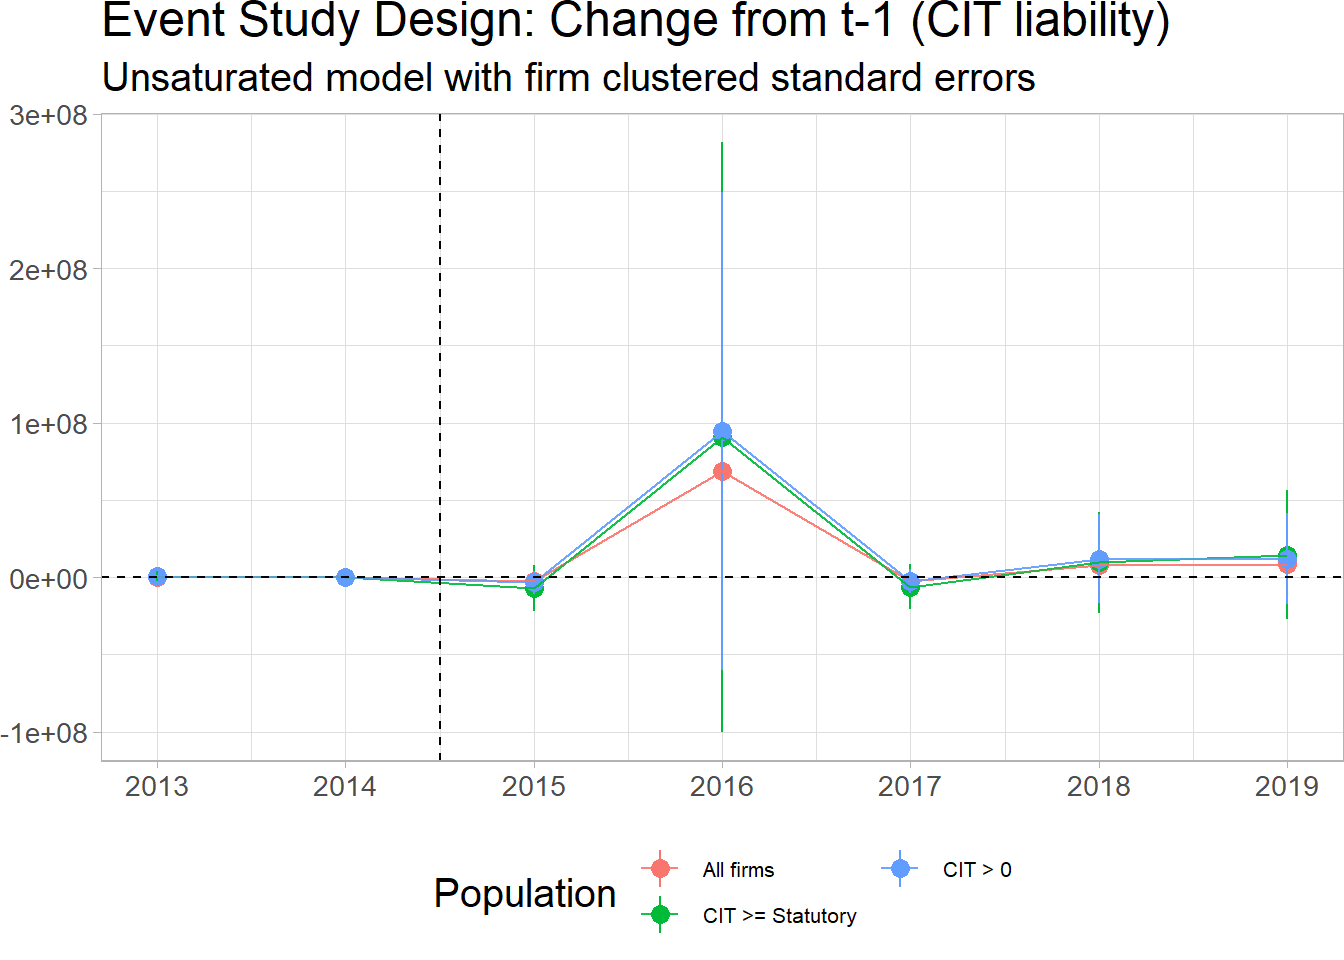 Event Study Design: Change from t-1 (CIT liability)
Unsaturated model with firm clustered standard errors
3e+08
2e+08
1e+08
0e+00
-1e+08
2013 2014 2015 2016 2017 2018 2019
Population
All firms
CIT >= Statutory
CIT > 0